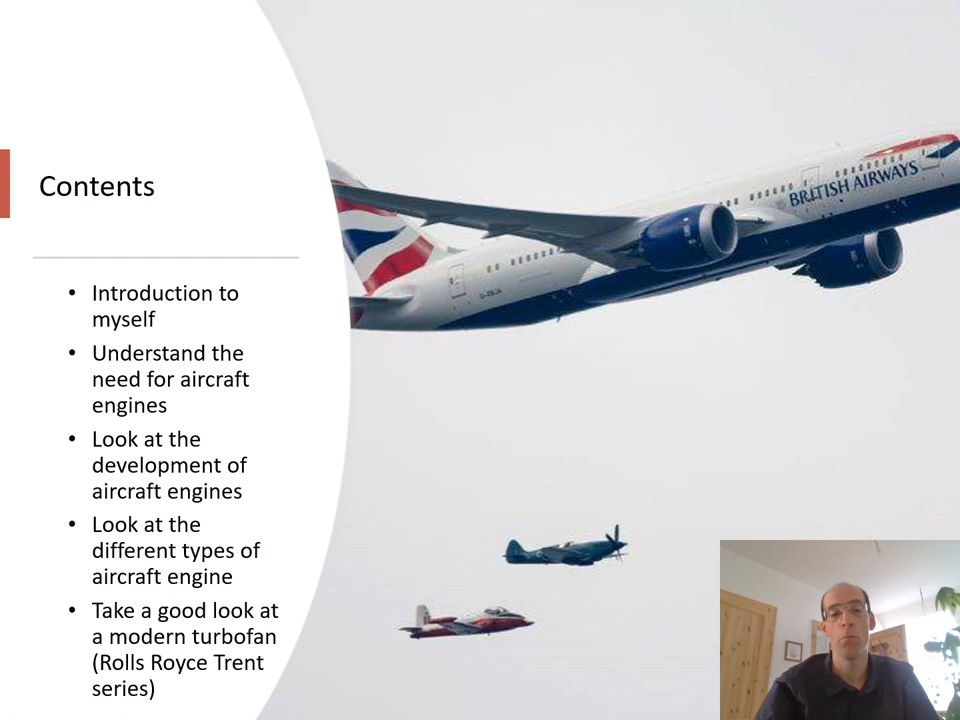 Contents
• Introduction to
myself
• Understand the
need for aircraft
engines
• Look at the
development of
aircraft engines
• Look at the
different types of
aircraft engine
• Take a good look at
a modern turbofan
(Rolls Royce Trent
series)
BRITISH AIRWAYS